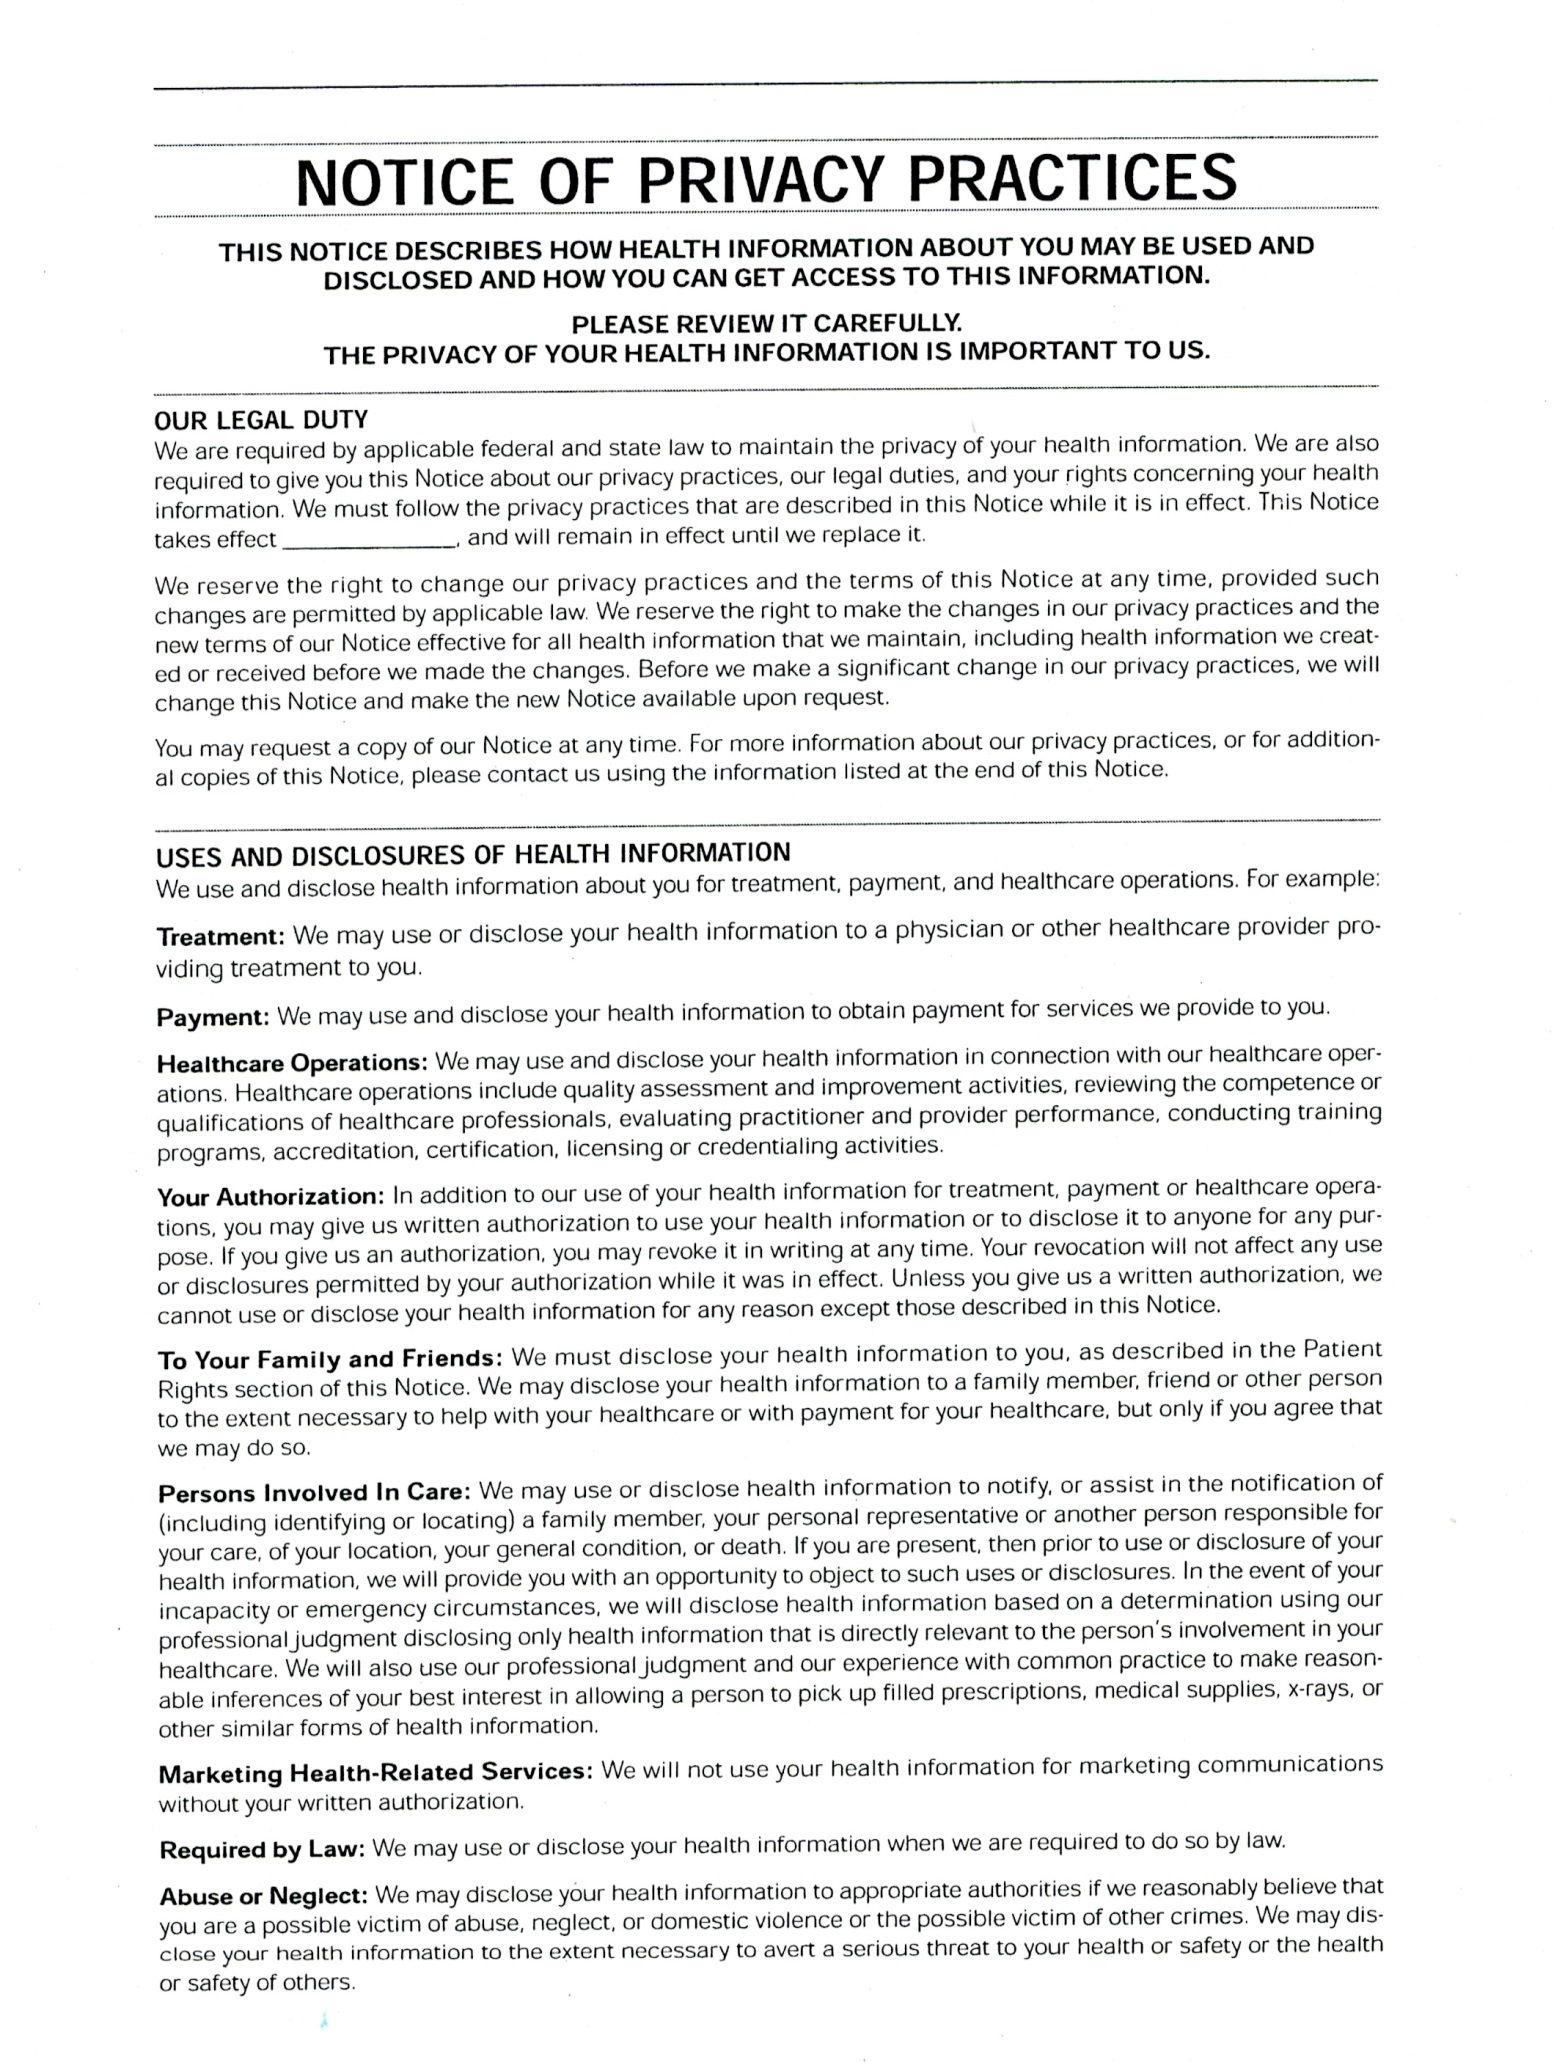 NOTICE OF PRIVACY PRACTICES
THIS NOTICE DESCRIBES HOW HEALTH INFORMATION ABOUT YOU MAY BE USED AND
DISCLOSED AND HOW YOU CAN GET ACCESS TO THIS INFORMATION.
PLEASE REVIEW IT CAREFULLY.
THE PRIVACY OF YOUR HEALTH INFORMATION IS IMPORTANT TO US.
OUR LEGAL DUTY
We are required by applicable federal and state law to maintain the privacy of your health information. We are also
required to give you this Notice about our privacy practices, our legal duties, and your rights concerning your health
information. We must follow the privacy practices that are described in this Notice while it is in effect. This Notice
takes effect ______________, and will remain in effect until we replace it.
We reserve the right to change our privacy practices and the terms of this Notice at any time, provided such
changes are permitted by applicable law. We reserve the right to make the changes in our privacy practices and the
new terms of our Notice effective for all health information that we maintain, including health information we creat-
ed or received before we made the changes. Before we make a significant change in our privacy practices, we will
change this Notice and make the new Notice available upon request.
You may request a copy of our Notice at any time. For more information about our privacy practices, or for addition-
al copies of this Notice, please contact us using the information listed at the end of this Notice.
USES AND DISCLOSURES OF HEALTH INFORMATION
We use and disclose health information about you for treatment, payment, and healthcare operations. For example:
Treatment: We may use or disclose your health information to a physician or other healthcare provider pro-
viding treatment to you.
Payment: We may use and disclose your health information to obtain payment for services we provide to you.
Healthcare Operations: We may use and disclose your health information in connection with our healthcare oper-
ations. Healthcare operations include quality assessment and improvement activities, reviewing the competence or
qualifications of healthcare professionals, evaluating practitioner and provider performance, conducting training
programs, accreditation, certification, licensing or credentialing activities.
Your Authorization: In addition to our use of your health information for treatment, payment or healthcare opera-
tions, you may give us written authorization to use your health information or to disclose it to anyone for any pur-
pose. If you give us an authorization, you may revoke it in writing at any time. Your revocation will not affect any use
or disclosures permitted by your authorization while it was in effect. Unless you give us a written authorization, we
cannot use or disclose your health information for any reason except those described in this Notice.
To Your Family and Friends: We must disclose your health information to you, as described in the Patient
Rights section of this Notice. We may disclose your health information to a family member, friend or other person
to the extent necessary to help with your healthcare or with payment for your healthcare, but only if you agree that
we may do so.
Persons Involved In Care: We may use or disclose health information to notify, or assist in the notification of
(including identifying or locating) a family member, your personal representative or another person responsible for
your care, of your location, your general condition, or death. If you are present, then prior to use or disclosure of your
health information, we will provide you with an opportunity to object to such uses or disclosures. In the event of your
incapacity or emergency circumstances, we will disclose health information based on a determination using our
professional judgment disclosing only health information that is directly relevant to the person's involvement in your
healthcare. We will also use our professional judgment and our experience with common practice to make reason-
able inferences of your best interest in allowing a person to pick up filled prescriptions, medical supplies, x-rays, or
other similar forms of health information.
Marketing Health-Related Services: We will not use your health information for marketing communications
without your written authorization.
Required by Law: We may use or disclose your health information when we are required to do so by law.
Abuse or Neglect: We may disclose your health information to appropriate authorities if we reasonably believe that
you are a possible victim of abuse, neglect, or domestic violence or the possible victim of other crimes. We may dis-
close your health information to the extent necessary to avert a serious threat to your health or safety or the health
or safety of others.